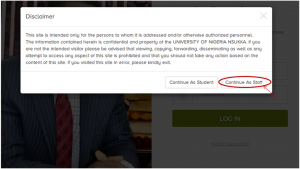 Disclaimer
This site is intended only for the persons to whom it is addressed and/or otherwise authorized personnel.
The information contained herein is confidential and property of the UNIVERSITY OF NIGERIA NSUKKA. If you
are not the intended visitor please be advised that viewing, copying, forwarding, disseminating as well as any
attempt to access any aspect of this site is prohibited and that you should not take action based on the
content of this site. If you visited this site in error, please kindly exit.
Continue As Student
Continue As Staff
LOG IN